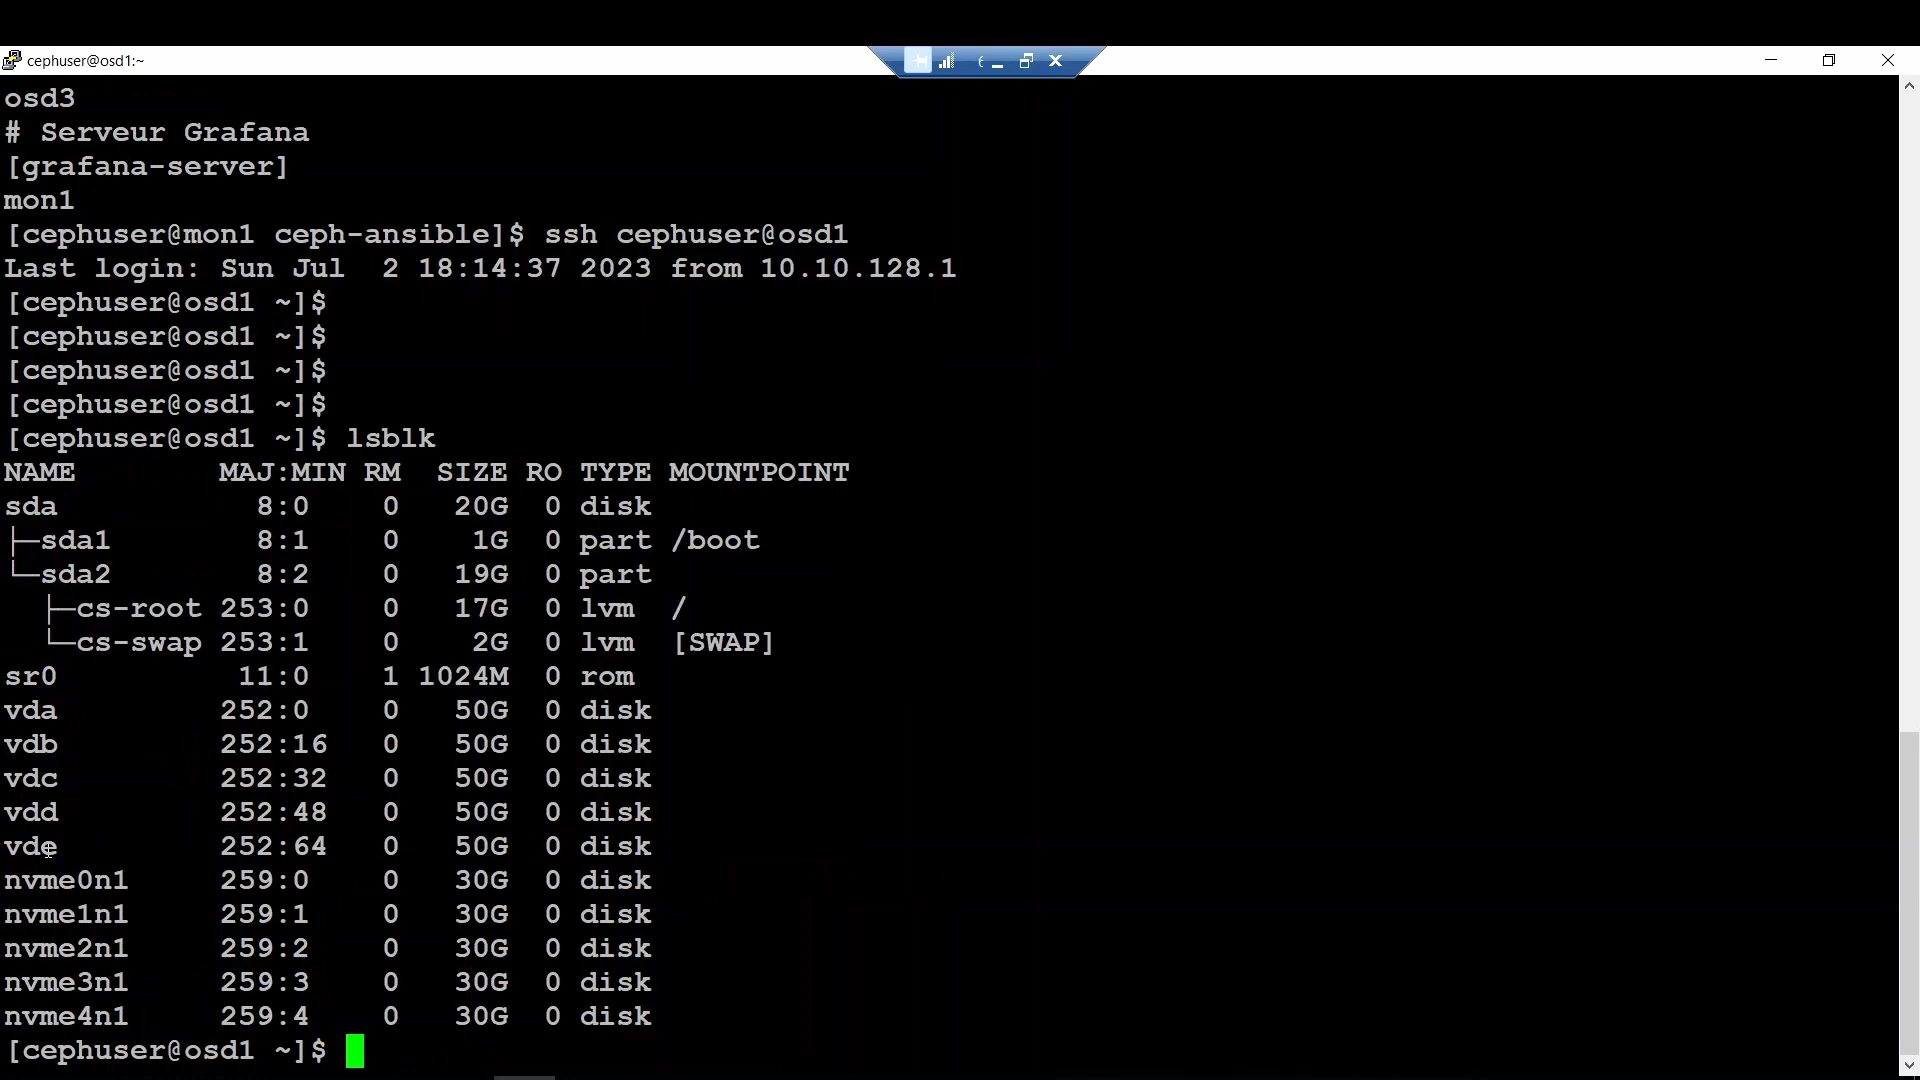 cephuser@osd1:~
osd3
# Serveur Grafana
[grafana-server]
mon1
[cephuser@mon1 ceph-ansible]$ ssh cephuser@osd1
Last login: Sun Jul  2 18:14:37 2023 from 10.10.128.1
[cephuser@osd1 ~]$
[cephuser@osd1 ~]$
[cephuser@osd1 ~]$
[cephuser@osd1 ~]$
[cephuser@osd1 ~]$ lsblk
NAME        MAJ:MIN RM   SIZE RO TYPE MOUNTPOINT
sda           8:0    0    20G  0 disk
├─sda1        8:1    0     1G  0 part /boot
└─sda2        8:2    0    19G  0 part
  ├─cs-root 253:0    0    17G  0 lvm  /
  └─cs-swap 253:1    0     2G  0 lvm  [SWAP]
sr0          11:0    1  1024M  0 rom
vda         252:0    0    50G  0 disk
vdb         252:16   0    50G  0 disk
vdc         252:32   0    50G  0 disk
vdd         252:48   0    50G  0 disk
vde         252:64   0    50G  0 disk
nvme0n1     259:0    0    30G  0 disk
nvme1n1     259:1    0    30G  0 disk
nvme2n1     259:2    0    30G  0 disk
nvme3n1     259:3    0    30G  0 disk
nvme4n1     259:4    0    30G  0 disk
[cephuser@osd1 ~]$